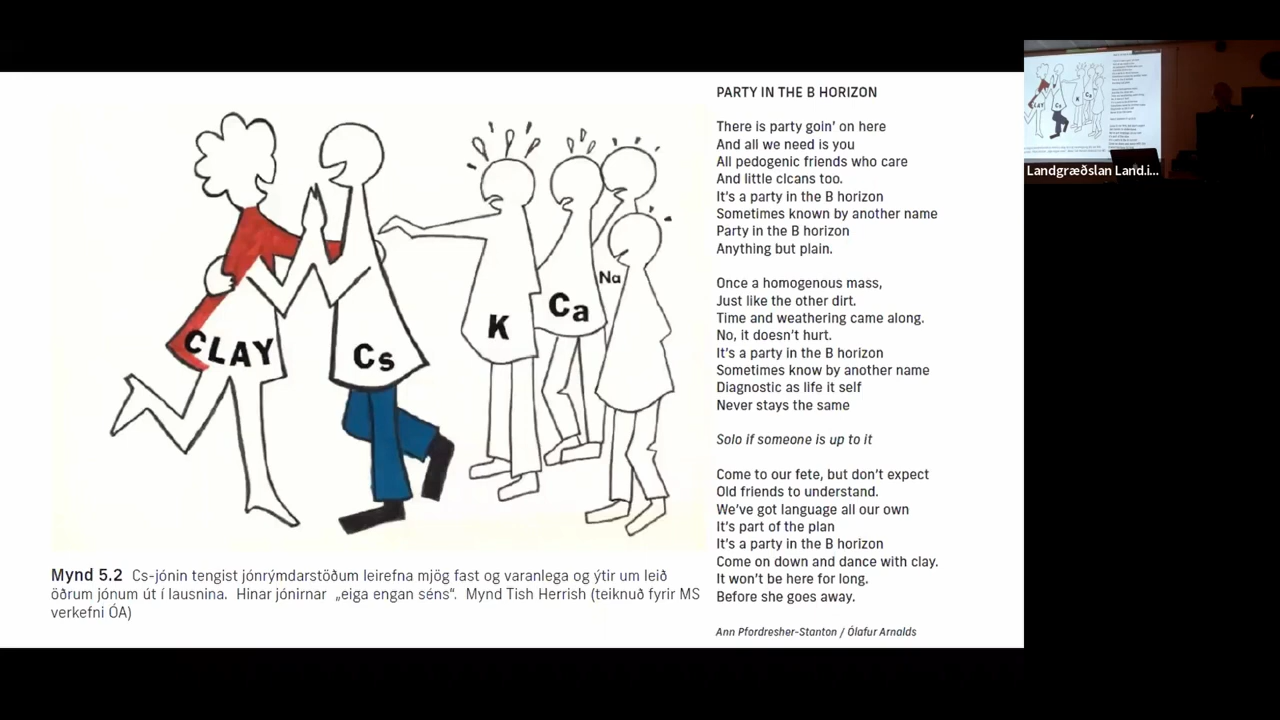 CLAY
Cs
K
Ca
Na
Mynd 5.2 Cs-jónin tengist jónrýmdarstöðum leirefna mjög fast og varanlega og ýtir um leið
öðrum jónum út í lausnina. Hinar jónirnar „eiga engan séns“. Mynd Tish Herrish (teiknuð fyrir MS
verkefni ÓA)
PARTY IN THE B HORIZON
There is party goin’ on here
And all we need is you
All pedogenic friends who care
And little clcans too.
It’s a party in the B horizon
Sometimes known by another name
Party in the B horizon
Anything but plain.
Once a homogenous mass,
Just like the other dirt.
Time and weathering came along.
No, it doesn’t hurt.
It’s a party in the B horizon
Sometimes know by another name
Diagnostic as life it self
Never stays the same
Solo if someone is up to it
Come to our fete, but don’t expect
Old friends to understand.
We’ve got language all our own
It’s part of the plan
It’s a party in the B horizon
Come on down and dance with clay.
It won’t be here for long.
Before she goes away.
Ann Pfordresher-Stanton / Ólafur Arnalds
Landgræðslan Land.i...